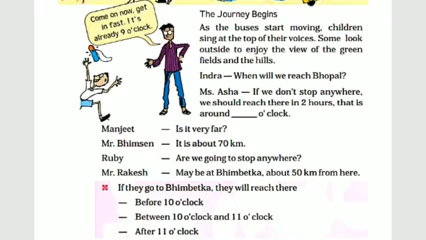 Come on now, get
in fast. It's
already 9 o'clock.
The Journey Begins
As the buses start moving, children
sing at the top of their voices. Some look
outside to enjoy the view of the green
fields and the hills.
Indra — When will we reach Bhopal?
Ms. Asha — If we don't stop anywhere,
we should reach there in 2 hours, that is
around ______ o' clock.
Manjeet — Is it very far?
Mr. Bhimsen — It is about 70 km.
Ruby — Are we going to stop anywhere?
Mr. Rakesh — May be at Bhimbetka, about 50 km from here.
⌘ If they go to Bhimbetka, they will reach there
— Before 10 o'clock
— Between 10 o'clock and 11 o' clock
— After 11 o' clock